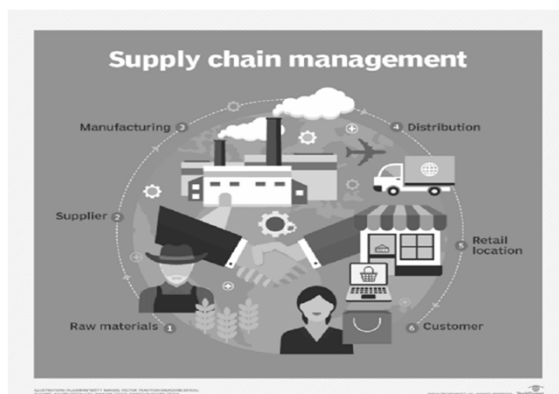 Supply chain management
Manufacturing 3
4 Distribution
Supplier 2
5 Retail
location
Raw materials 1
6 Customer